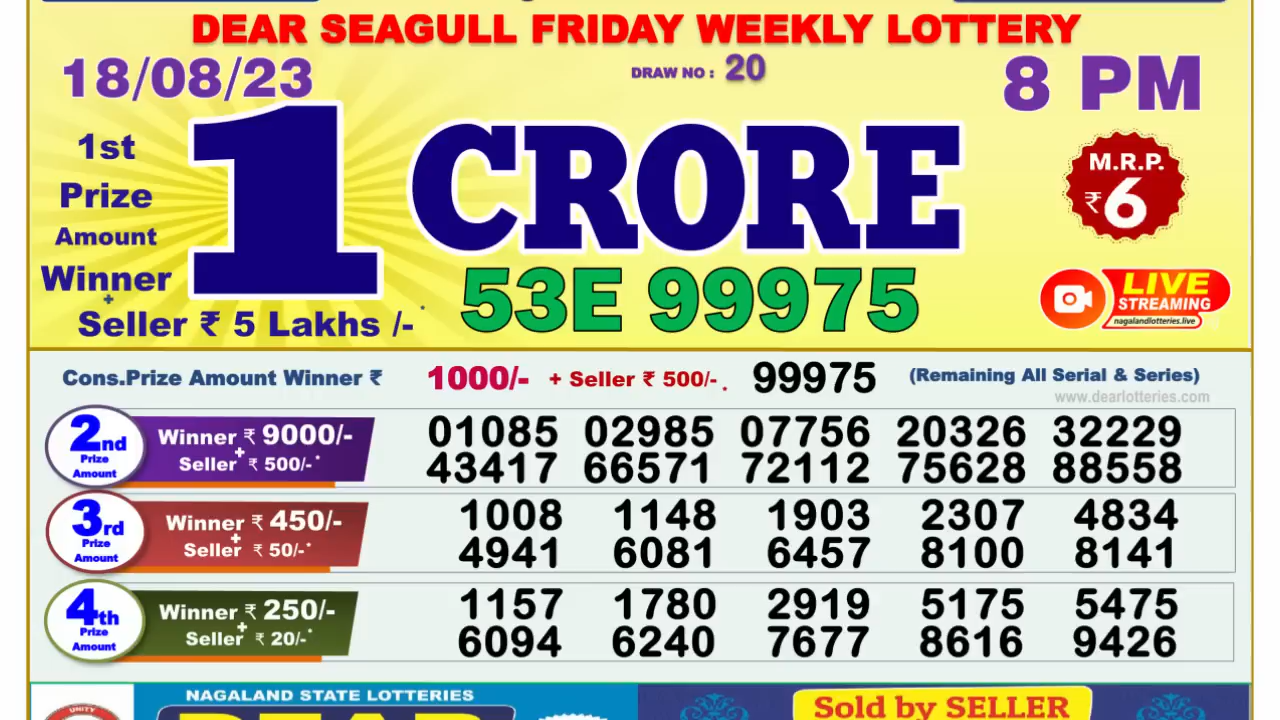 DEAR SEAGULL FRIDAY WEEKLY LOTTERY
18/08/23
DRAW NO : 20
8 PM
1st
Prize
Amount
Winner
+
Seller ₹ 5 Lakhs /-
1 CRORE
53E 99975
M.R.P.
₹6
LIVE
STREAMING
nagalandlotteries.live
Cons.Prize Amount Winner ₹ 1000/- + Seller ₹ 500/-. 99975 (Remaining All Serial & Series)
www.dearlotteries.com
2nd
Prize
Amount
Winner ₹ 9000/-
+
Seller ₹ 500/-*
01085 02985 07756 20326 32229
43417 66571 72112 75628 88558
3rd
Prize
Amount
Winner ₹ 450/-
+
Seller ₹ 50/-*
1008 1148 1903 2307 4834
4941 6081 6457 8100 8141
4th
Prize
Amount
Winner ₹ 250/-
+
Seller ₹ 20/-*
1157 1780 2919 5175 5475
6094 6240 7677 8616 9426
UNITY
NAGALAND STATE LOTTERIES
DEAR
Sold by SELLER